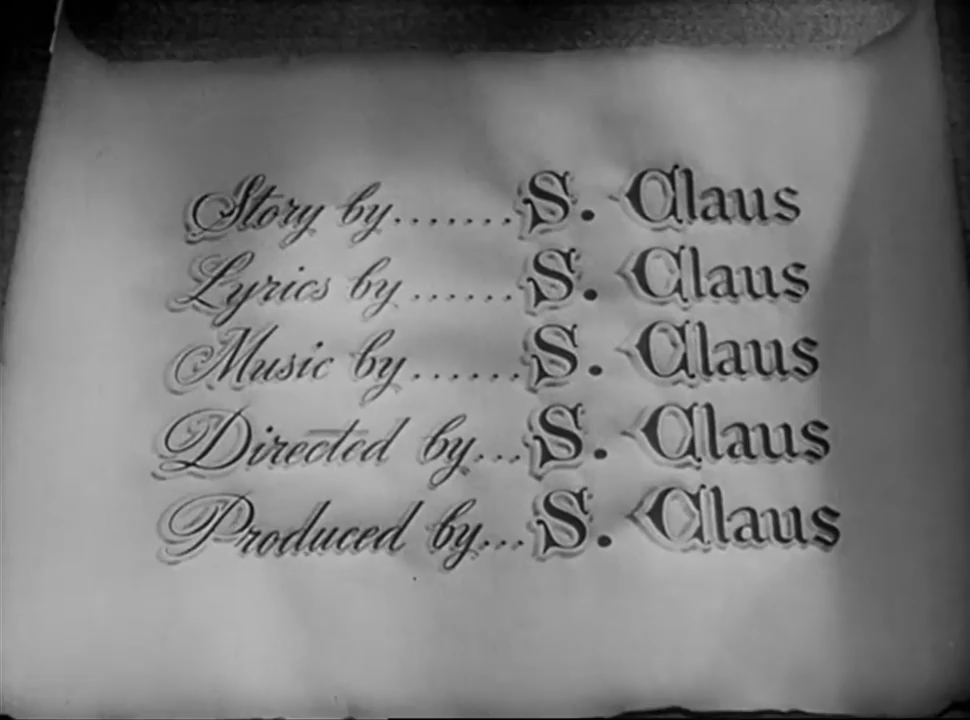 Story by.......S. Claus
Lyrics by......S. Claus
Music by......S. Claus
Directed by...S. Claus
Produced by...S. Claus